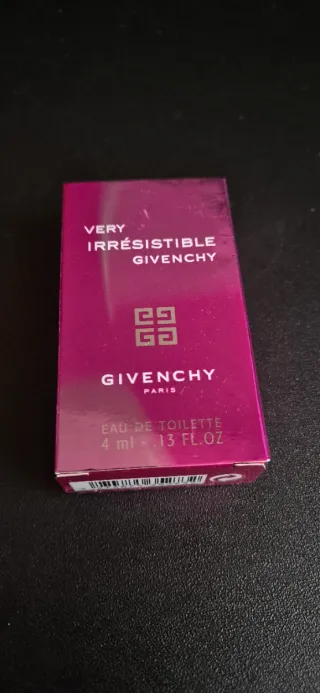 VERY
IRRÉSISTIBLE
GIVENCHY
GIVENCHY
PARIS
EAU DE TOILETTE
4 ml - .13 FL.OZ